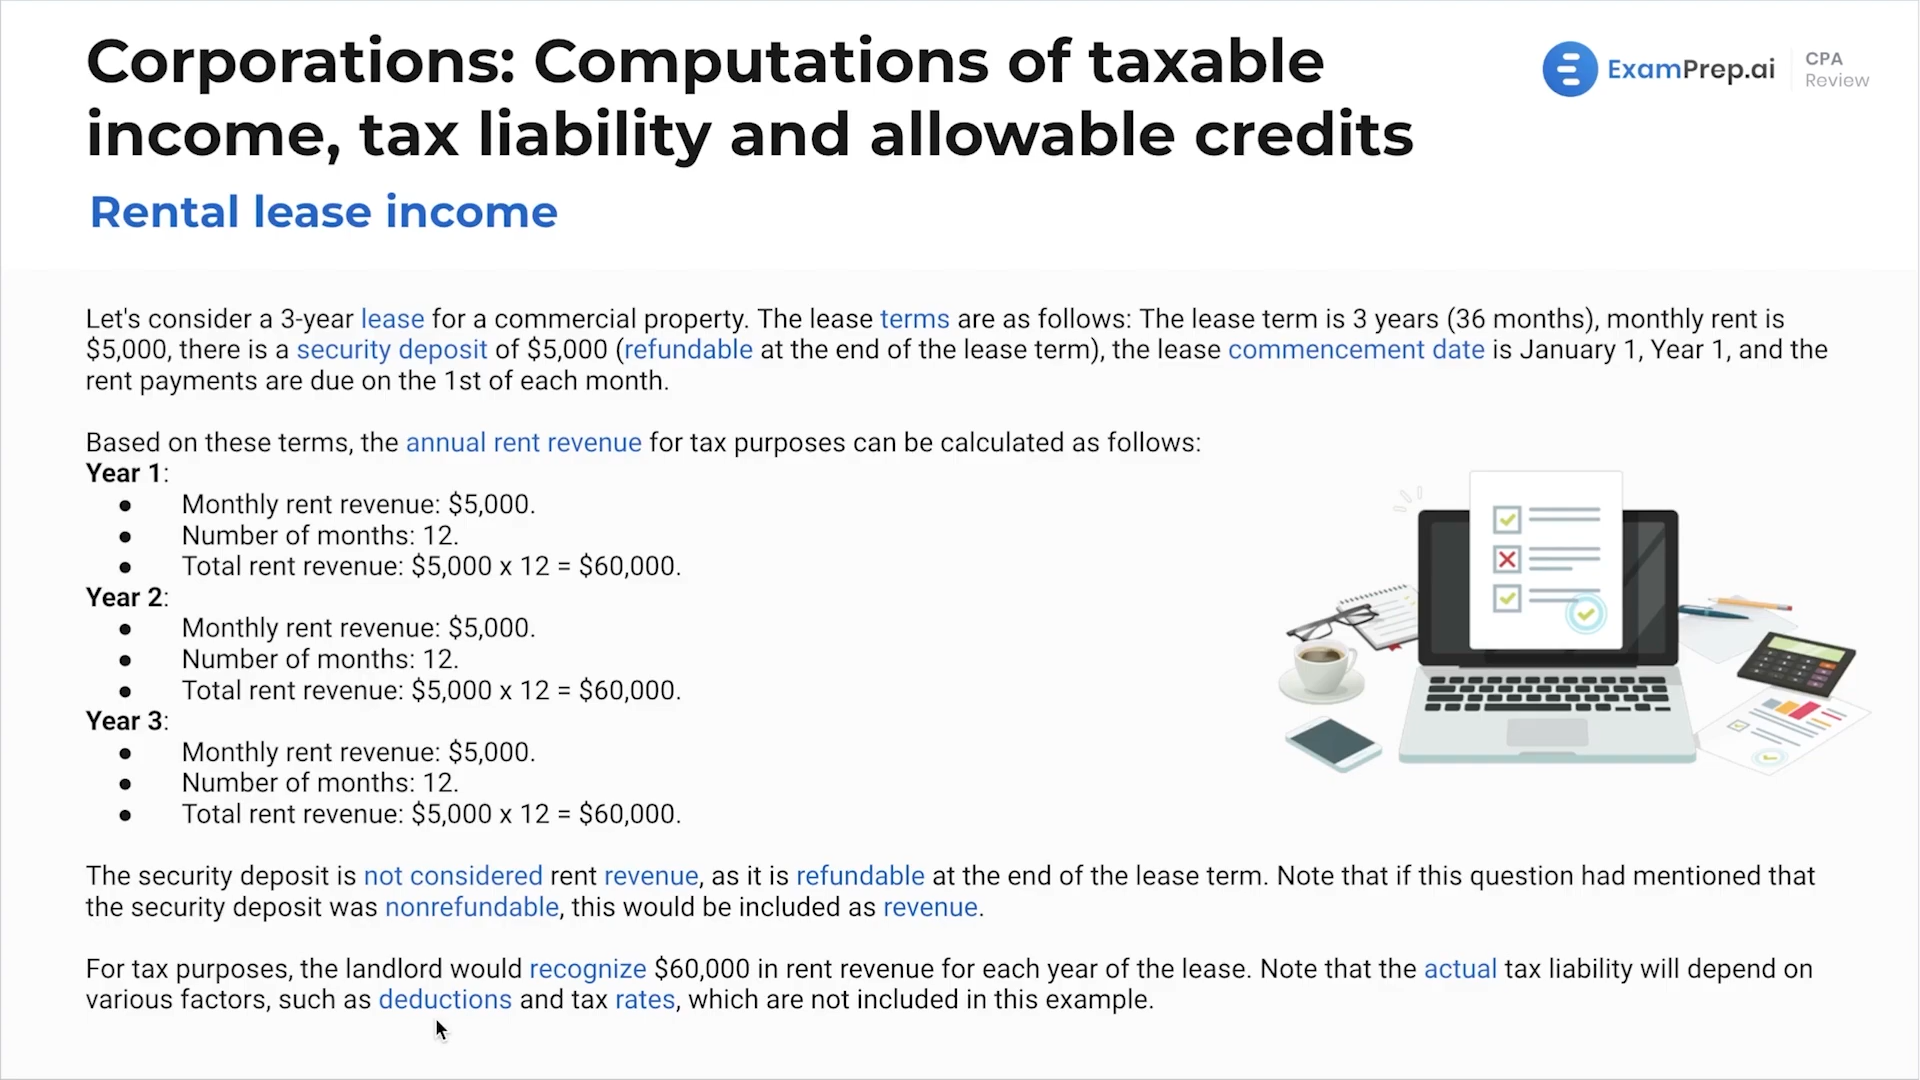 Corporations: Computations of taxable
income, tax liability and allowable credits
ExamPrep.ai
CPA
Review
Rental lease income
Let's consider a 3-year lease for a commercial property. The lease terms are as follows: The lease term is 3 years (36 months), monthly rent is
$5,000, there is a security deposit of $5,000 (refundable at the end of the lease term), the lease commencement date is January 1, Year 1, and the
rent payments are due on the 1st of each month.
Based on these terms, the annual rent revenue for tax purposes can be calculated as follows:
Year 1:
● Monthly rent revenue: $5,000.
● Number of months: 12.
● Total rent revenue: $5,000 x 12 = $60,000.
Year 2:
● Monthly rent revenue: $5,000.
● Number of months: 12.
● Total rent revenue: $5,000 x 12 = $60,000.
Year 3:
● Monthly rent revenue: $5,000.
● Number of months: 12.
● Total rent revenue: $5,000 x 12 = $60,000.
The security deposit is not considered rent revenue, as it is refundable at the end of the lease term. Note that if this question had mentioned that
the security deposit was nonrefundable, this would be included as revenue.
For tax purposes, the landlord would recognize $60,000 in rent revenue for each year of the lease. Note that the actual tax liability will depend on
various factors, such as deductions and tax rates, which are not included in this example.